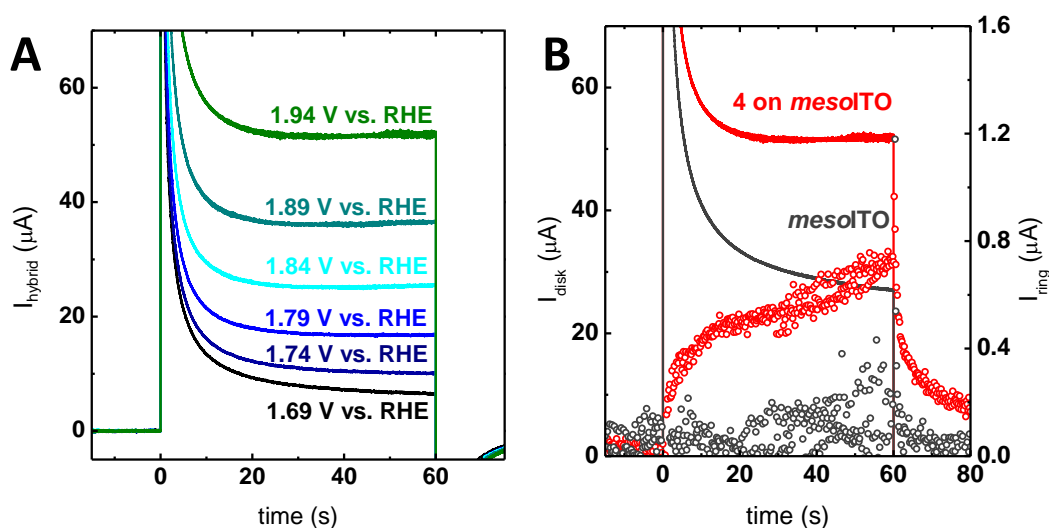 A
I_hybrid (μA)
60
40
20
0
1.94 V vs. RHE
1.89 V vs. RHE
1.84 V vs. RHE
1.79 V vs. RHE
1.74 V vs. RHE
1.69 V vs. RHE
0 20 40 60
time (s)
B
I_disk (μA)
60
40
20
0
4 on mesoITO
mesoITO
1.6
1.2
0.8
0.4
0.0
I_ring (μA)
0 20 40 60 80
time (s)